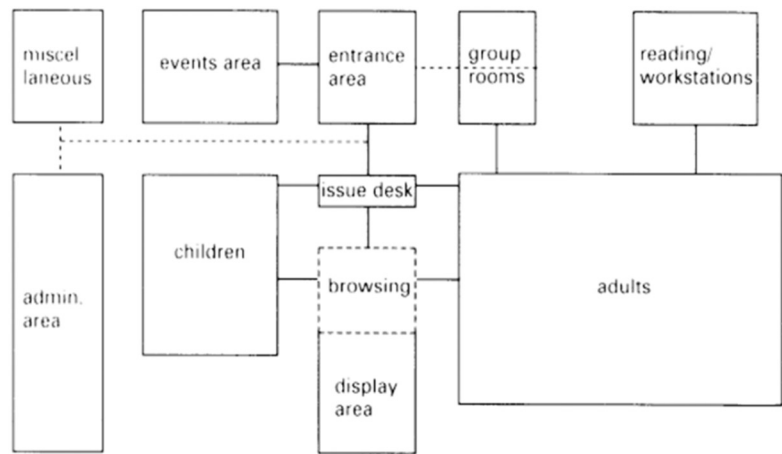 miscel
laneous
events area
entrance
area
group
rooms
reading/
workstations
issue desk
children
browsing
adults
admin.
area
display
area